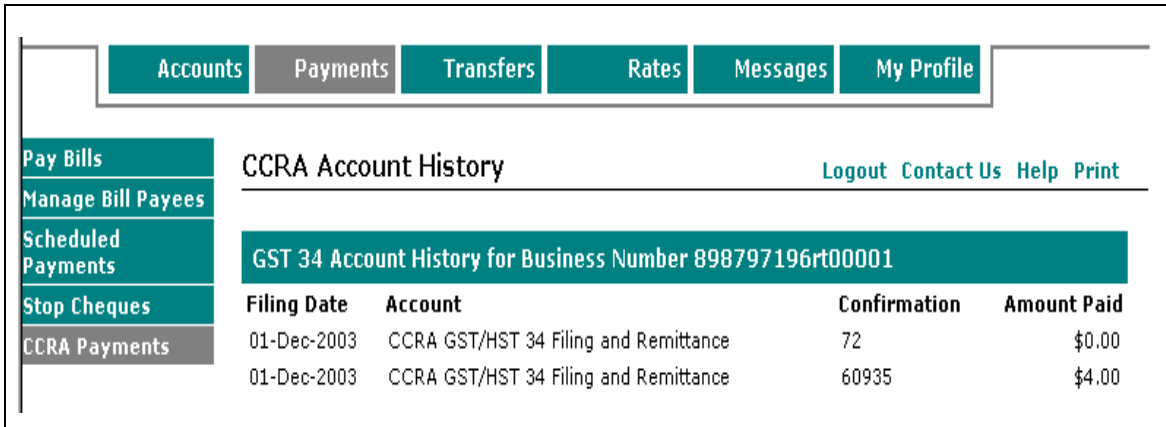 Accounts Payments Transfers Rates Messages My Profile
Pay Bills
Manage Bill Payees
Scheduled
Payments
Stop Cheques
CCRA Payments
CCRA Account History
Logout Contact Us Help Print
GST 34 Account History for Business Number 898797196rt00001
Filing Date Account Confirmation Amount Paid
01-Dec-2003 CCRA GST/HST 34 Filing and Remittance 72 $0.00
01-Dec-2003 CCRA GST/HST 34 Filing and Remittance 60935 $4.00